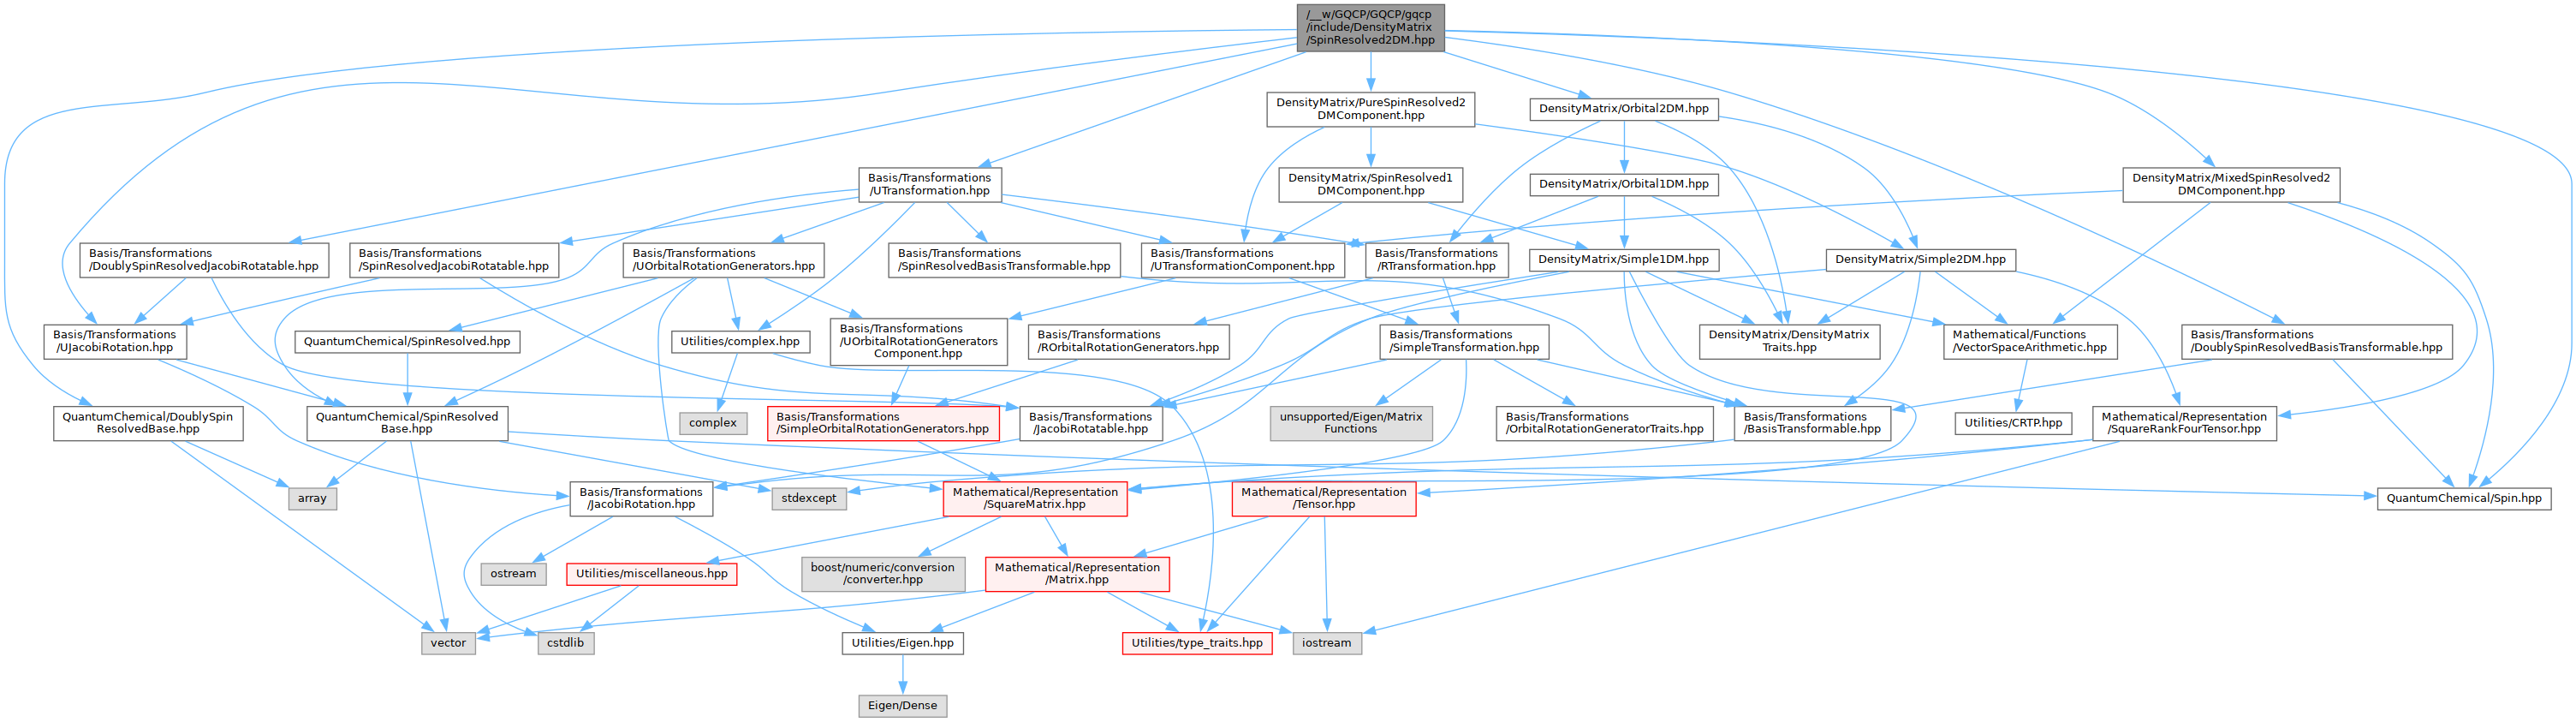 /__w/GQCP/GQCP/gqcp
/include/DensityMatrix
/SpinResolved2DM.hpp
DensityMatrix/PureSpinResolved2
DMComponent.hpp
DensityMatrix/Orbital2DM.hpp
Basis/Transformations
/UTransformation.hpp
DensityMatrix/SpinResolved1
DMComponent.hpp
DensityMatrix/Orbital1DM.hpp
DensityMatrix/MixedSpinResolved2
DMComponent.hpp
Basis/Transformations
/DoublySpinResolvedJacobiRotatable.hpp
Basis/Transformations
/SpinResolvedJacobiRotatable.hpp
Basis/Transformations
/UOrbitalRotationGenerators.hpp
Basis/Transformations
/SpinResolvedBasisTransformable.hpp
Basis/Transformations
/UTransformationComponent.hpp
Basis/Transformations
/RTransformation.hpp
DensityMatrix/Simple1DM.hpp
DensityMatrix/Simple2DM.hpp
Basis/Transformations
/UJacobiRotation.hpp
QuantumChemical/SpinResolved.hpp
Utilities/complex.hpp
Basis/Transformations
/UOrbitalRotationGenerators
Component.hpp
Basis/Transformations
/ROrbitalRotationGenerators.hpp
Basis/Transformations
/SimpleTransformation.hpp
DensityMatrix/DensityMatrix
Traits.hpp
Mathematical/Functions
/VectorSpaceArithmetic.hpp
Basis/Transformations
/DoublySpinResolvedBasisTransformable.hpp
QuantumChemical/DoublySpin
ResolvedBase.hpp
QuantumChemical/SpinResolved
Base.hpp
complex
Basis/Transformations
/SimpleOrbitalRotationGenerators.hpp
Basis/Transformations
/JacobiRotatable.hpp
unsupported/Eigen/Matrix
Functions
Basis/Transformations
/OrbitalRotationGeneratorTraits.hpp
Basis/Transformations
/BasisTransformable.hpp
Utilities/CRTP.hpp
Mathematical/Representation
/SquareRankFourTensor.hpp
array
Basis/Transformations
/JacobiRotation.hpp
stdexcept
Mathematical/Representation
/SquareMatrix.hpp
Mathematical/Representation
/Tensor.hpp
QuantumChemical/Spin.hpp
ostream
Utilities/miscellaneous.hpp
boost/numeric/conversion
/converter.hpp
Mathematical/Representation
/Matrix.hpp
vector
cstdlib
Utilities/Eigen.hpp
Utilities/type_traits.hpp
iostream
Eigen/Dense